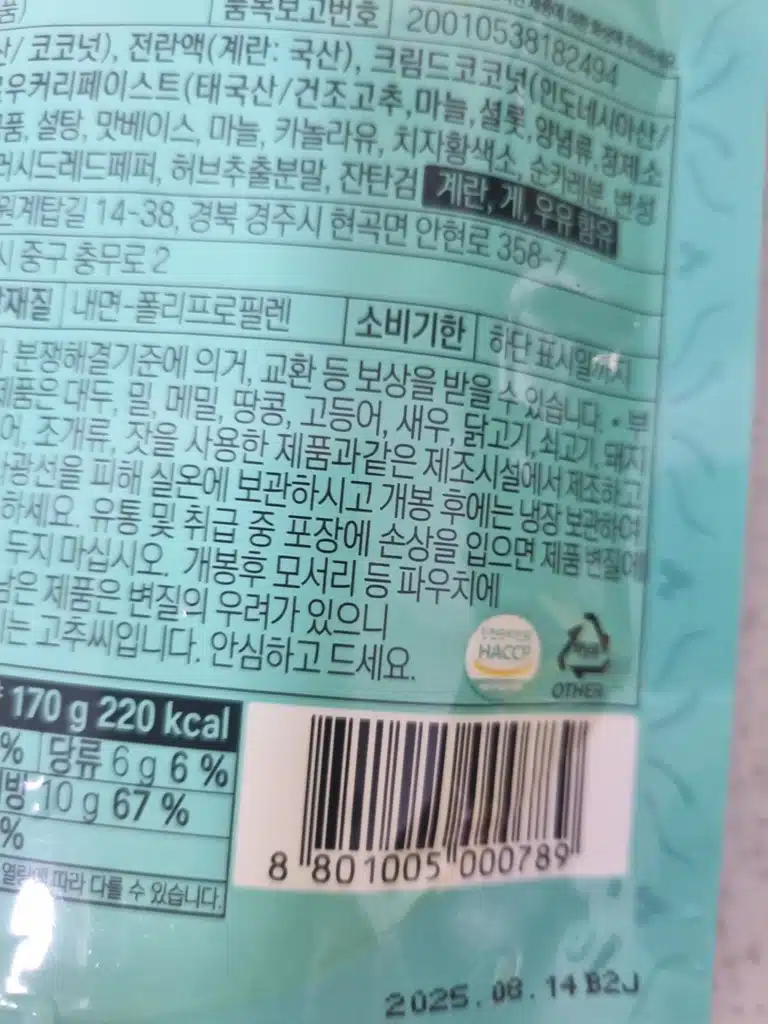 품목보고번호 20010538182494
코코넛), 전란액(계란: 국산), 크림드코코넛(인도네시아산/
우커리페이스트(태국산/건조고추,마늘,샬롯,양념류,정제소
품, 설탕, 맛베이스, 마늘, 카놀라유, 치자황색소, 순카레분, 변성
러시드레드페퍼, 허브추출분말, 잔탄검 계란, 게, 우유 함유
원계탑길 14-38, 경북 경주시 현곡면 안현로 358-7
시 중구 충무로 2
재질 내면-폴리프로필렌 소비기한 하단 표시일까지
분쟁해결기준에 의거, 교환 등 보상을 받을 수 있습니다. • 부
제품은 대두, 밀, 메밀, 땅콩, 고등어, 새우, 닭고기, 쇠고기, 돼지
어, 조개류, 잣을 사용한 제품과 같은 제조시설에서 제조하고
광선을 피해 실온에 보관하시고 개봉 후에는 냉장 보관하여
하세요. 유통 및 취급 중 포장에 손상을 입으면 제품 변질에
두지 마십시오. 개봉후 모서리 등 파우치에
남은 제품은 변질의 우려가 있으니
는 고추씨입니다. 안심하고 드세요.
HACCP
OTHER
170 g 220 kcal
% 당류 6 g 6 %
방 10 g 67 %
%
열량에 따라 다를 수 있습니다.
8 801005 000789
2025.08.14 B2J